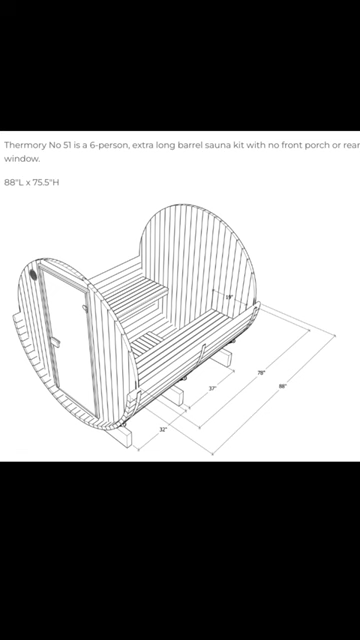 Thermory No 51 is a 6-person, extra long barrel sauna kit with no front porch or rear
window.
88"L x 75.5"H
19"
78"
37"
88"
32"